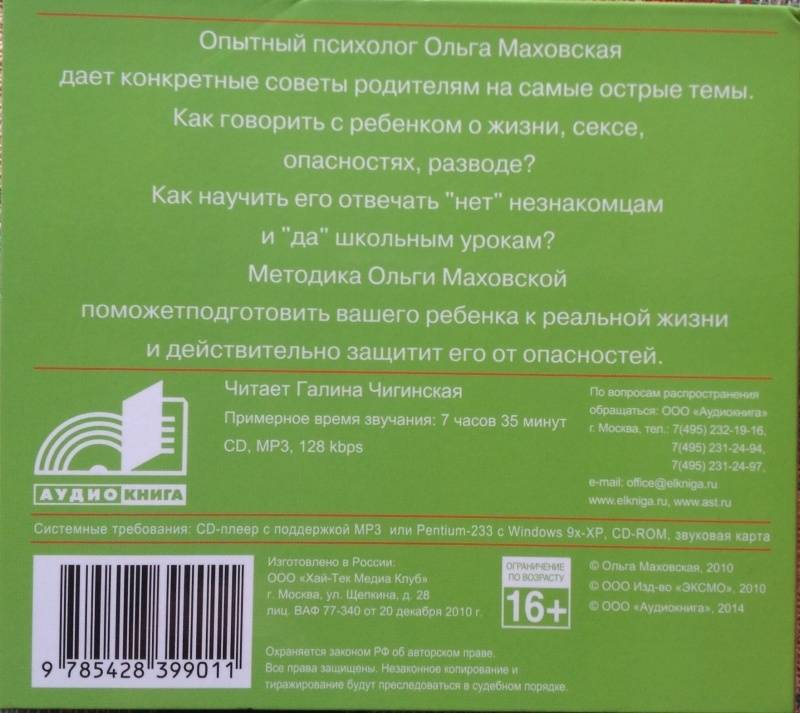 Опытный психолог Ольга Маховская
дает конкретные советы родителям на самые острые темы.
Как говорить с ребенком о жизни, сексе,
опасностях, разводе?
Как научить его отвечать "нет" незнакомцам
и "да" школьным урокам?
Методика Ольги Маховской
поможетподготовить вашего ребенка к реальной жизни
и действительно защитит его от опасностей.
АУДИОКНИГА
Читает Галина Чигинская
Примерное время звучания: 7 часов 35 минут
CD, MP3, 128 kbps
По вопросам распространения
обращаться: ООО «Аудиокнига»
г. Москва, тел.: 7(495) 232-19-16,
7(495) 231-24-94,
7(495) 231-24-97,
e-mail: office@elkniga.ru
www.elkniga.ru, www.ast.ru
Системные требования: CD-плеер с поддержкой MP3 или Pentium-233 с Windows 9x-XP, CD-ROM, звуковая карта
9 785428 399011
Изготовлено в России:
ООО «Хай-Тек Медиа Клуб»
г. Москва, ул. Щепкина, д. 28
лиц. ВАФ 77-340 от 20 декабря 2010 г.
Охраняется законом РФ об авторском праве.
Все права защищены. Незаконное копирование и
тиражирование будут преследоваться в судебном порядке.
ОГРАНИЧЕНИЕ
ПО ВОЗРАСТУ
16+
© Ольга Маховская, 2010
© ООО Изд-во «ЭКСМО», 2010
© ООО «Аудиокнига», 2014